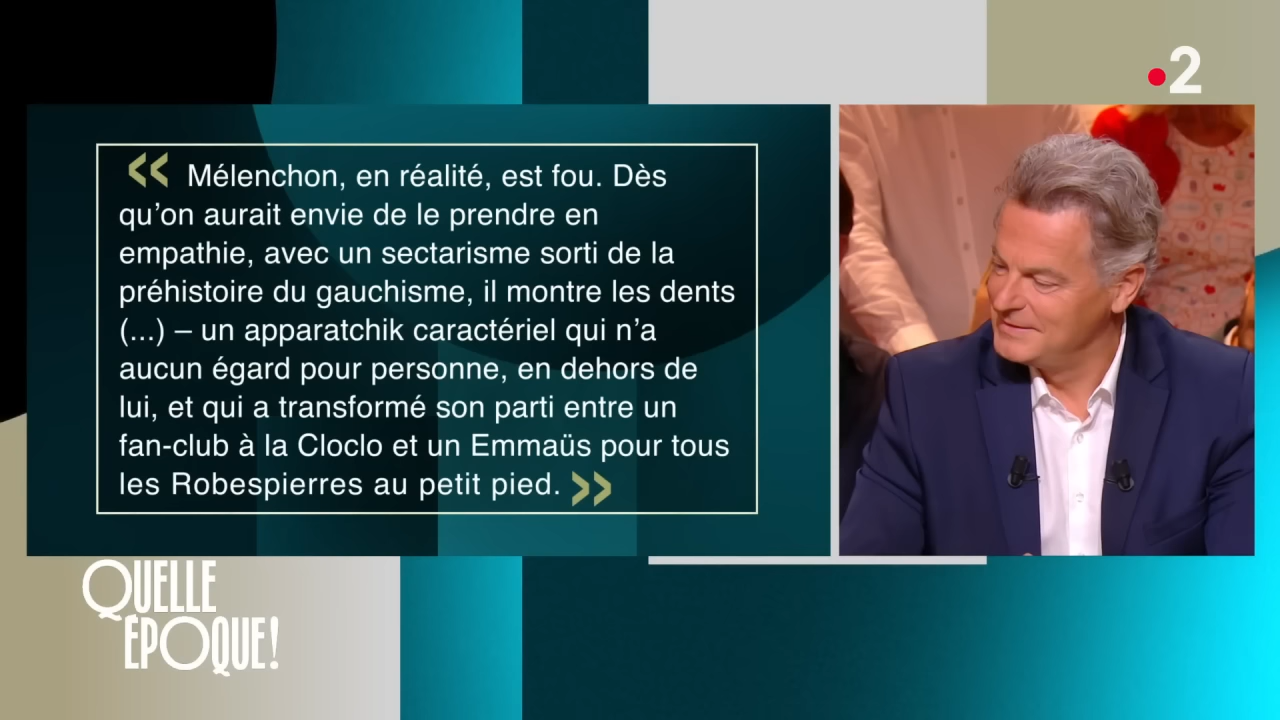 2
« Mélenchon, en réalité, est fou. Dès
qu’on aurait envie de le prendre en
empathie, avec un sectarisme sorti de la
préhistoire du gauchisme, il montre les dents
(...) – un apparatchik caractériel qui n’a
aucun égard pour personne, en dehors de
lui, et qui a transformé son parti entre un
fan-club à la Cloclo et un Emmaüs pour tous
les Robespierres au petit pied. »
QUELLE
ÉPOQUE!